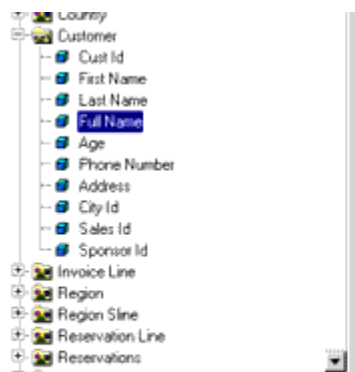 Country
Customer
Cust Id
First Name
Last Name
Full Name
Age
Phone Number
Address
City Id
Sales Id
Sponsor Id
Invoice Line
Region
Region Sline
Reservation Line
Reservations